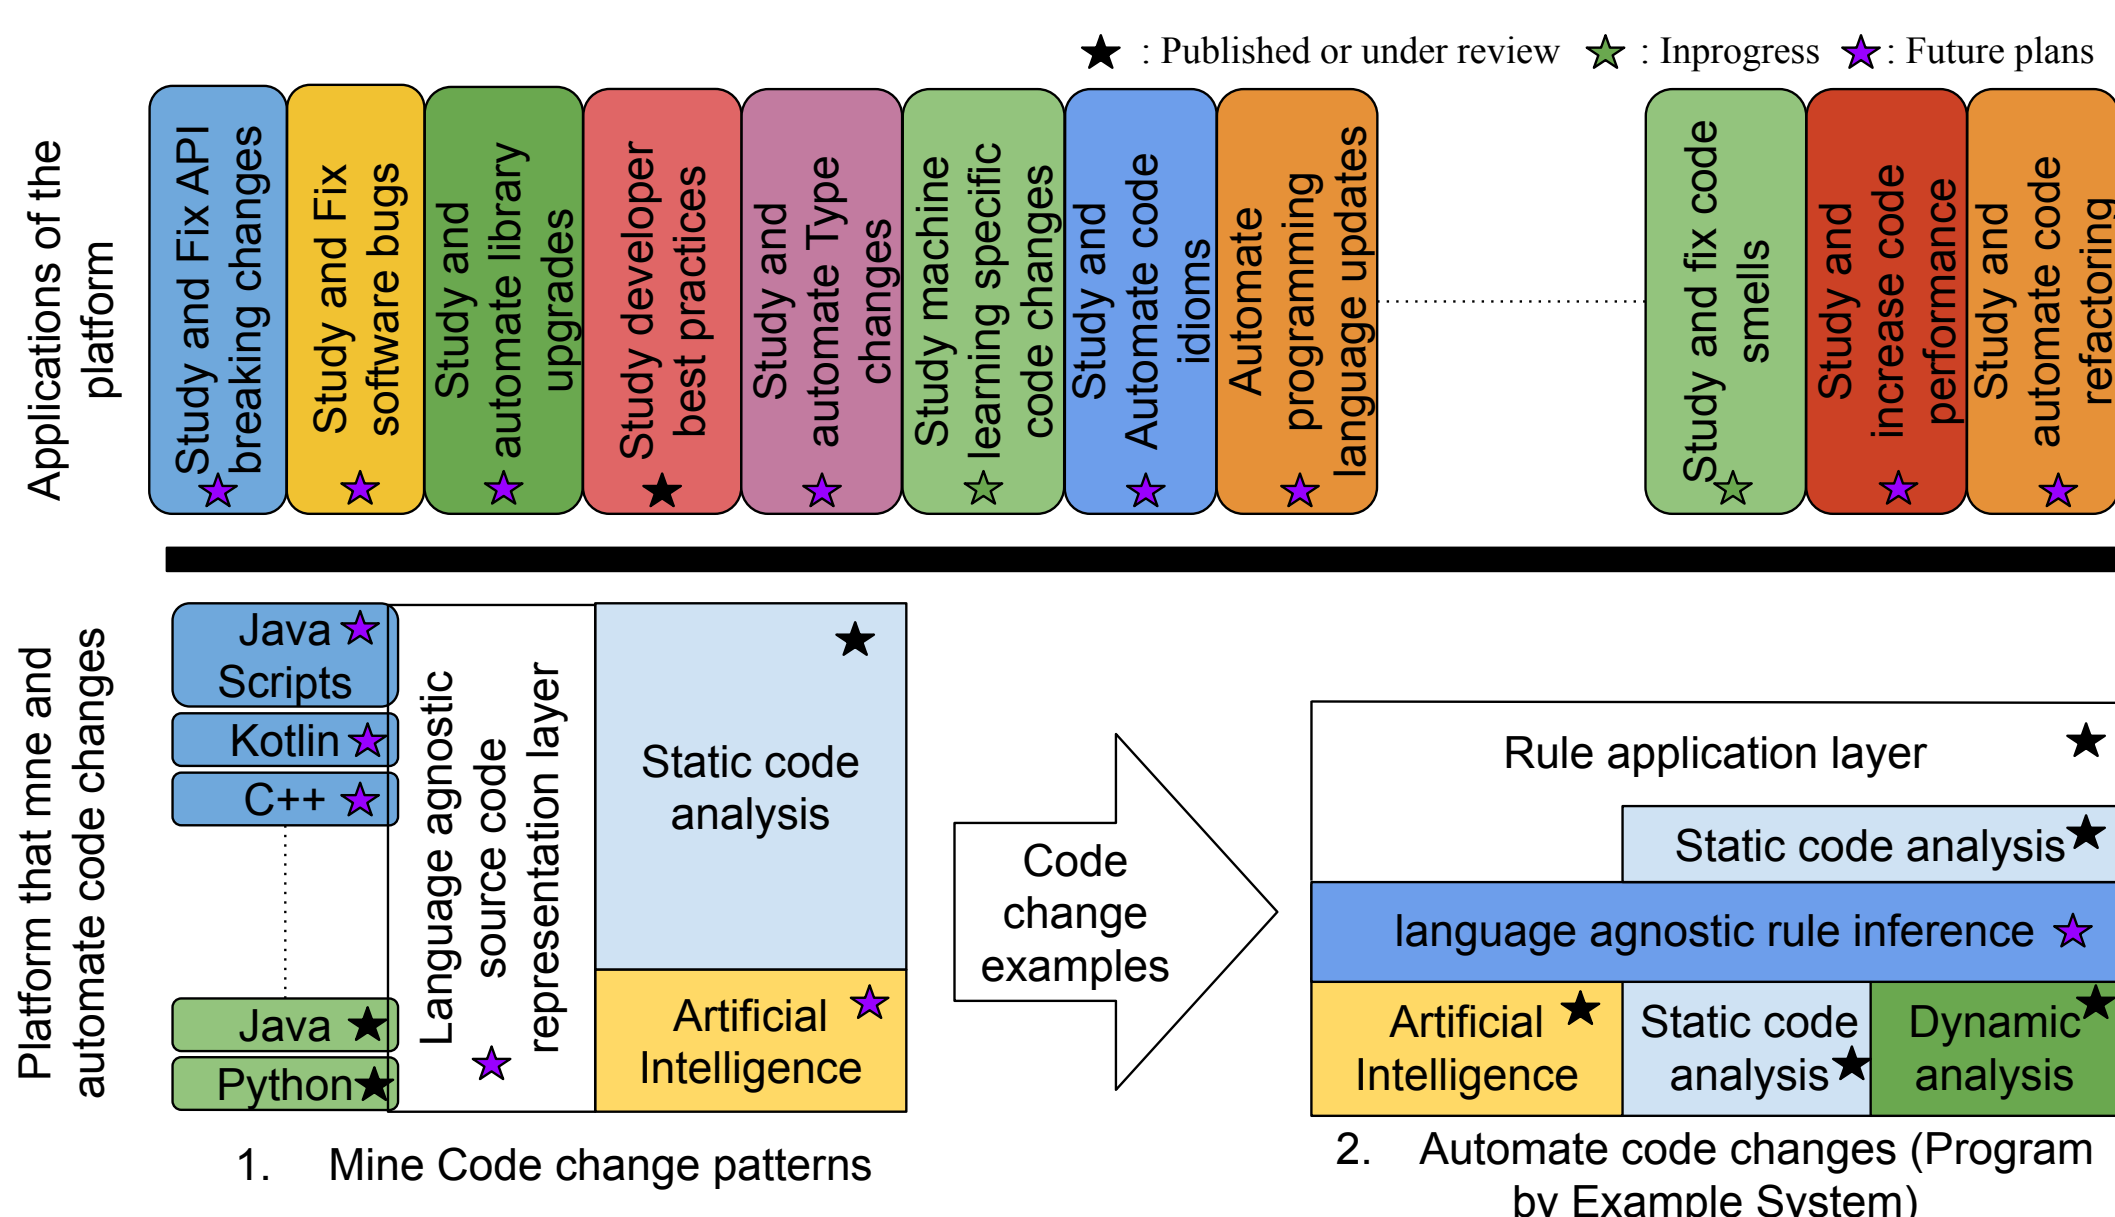 : Published or under review : Inprogress : Future plans
Applications of the
platform
Study and Fix API
breaking changes
Study and Fix
software bugs
Study and
automate library
upgrades
Study developer
best practices
Study and
automate Type
changes
Study machine
learning specific
code changes
Study and
Automate code
idioms
Automate
programming
language updates
Study and fix code
smells
Study and
increase code
performance
Study and
automate code
refactoring
Platform that mne and
automate code changes
Java
Scripts
Kotlin
C++
Java
Python
Language agnostic
source code
representation layer
Static code
analysis
Artificial
Intelligence
Code
change
examples
Rule application layer
Static code analysis
language agnostic rule inference
Artificial
Intelligence
Static code
analysis
Dynamic
analysis
1. Mine Code change patterns
2. Automate code changes (Program
by Example System)